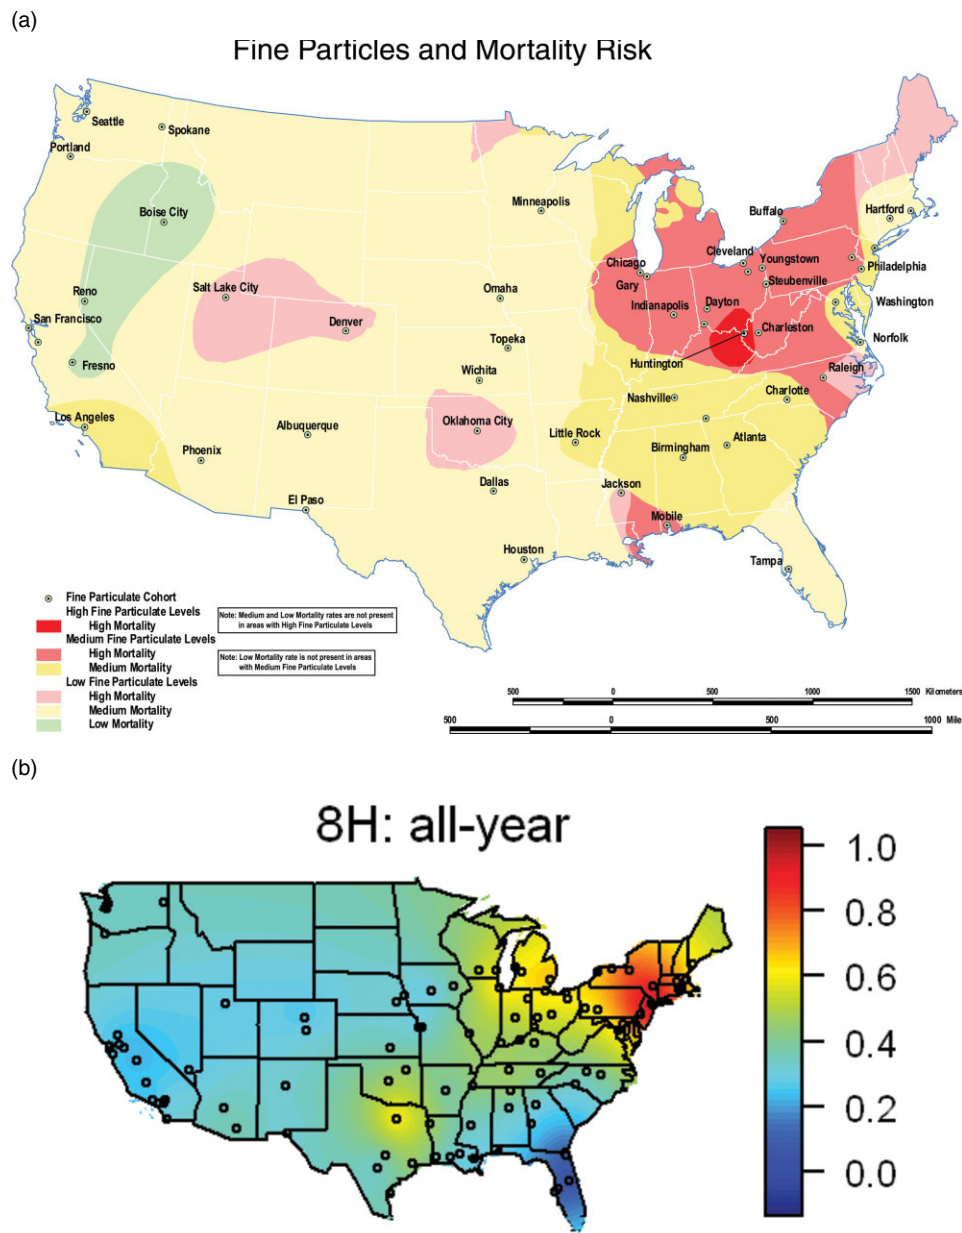 (a)
Fine Particles and Mortality Risk
Seattle
Spokane
Portland
Minneapolis
Boise City
Buffalo
Hartford
Cleveland
Youngstown
Chicago
Philadelphia
Gary
Steubenville
Salt Lake City
Omaha
Reno
Indianapolis
Dayton
Washington
San Francisco
Denver
Charleston
Topeka
Norfolk
Fresno
Huntington
Wichita
Raleigh
Nashville
Charlotte
Los Angeles
Oklahoma City
Albuquerque
Little Rock
Atlanta
Phoenix
Birmingham
Dallas
Jackson
El Paso
Mobile
Houston
Tampa
Fine Particulate Cohort
High Fine Particulate Levels
High Mortality
Note: Medium and Low Mortality rates are not present
in areas with High Fine Particulate Levels
Medium Fine Particulate Levels
High Mortality
Medium Mortality
Note: Low Mortality rate is not present in areas
with Medium Fine Particulate Levels
Low Fine Particulate Levels
High Mortality
Medium Mortality
Low Mortality
500 0 500 1000 1500 Kilometers
500 0 500 1000 Mile
(b)
8H: all-year
1.0
0.8
0.6
0.4
0.2
0.0